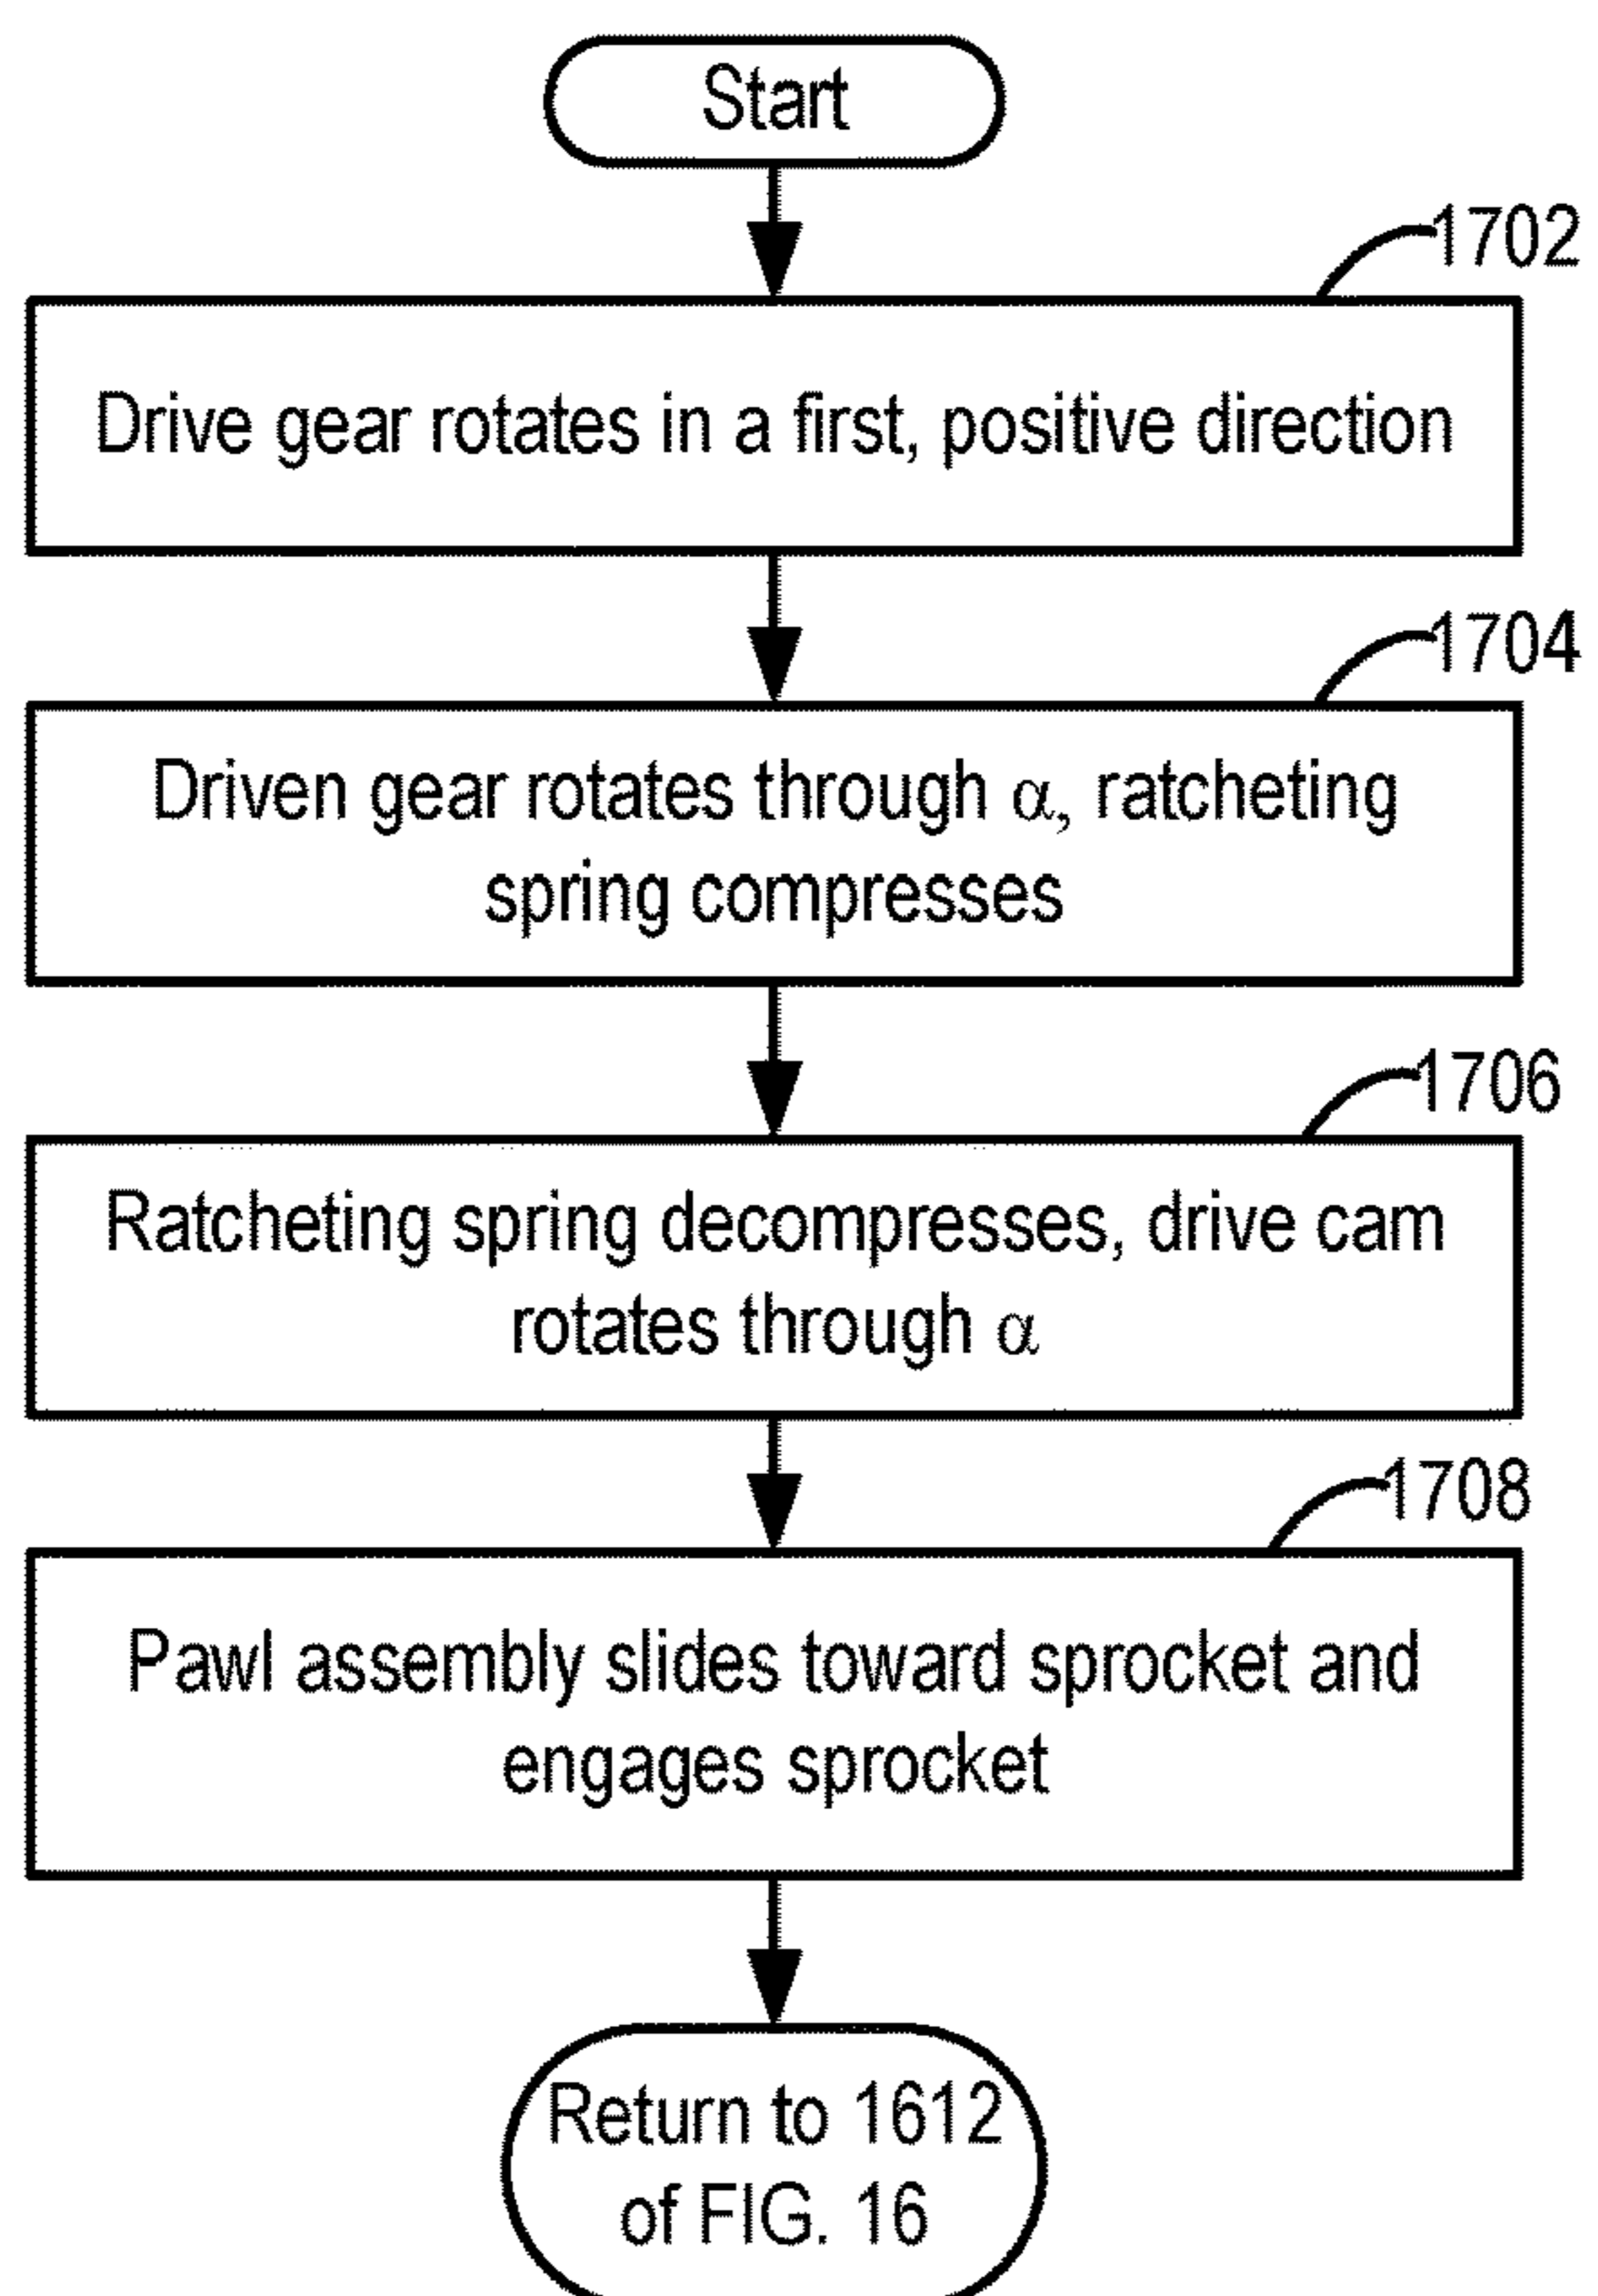 Start
1702
Drive gear rotates in a first, positive direction
1704
Driven gear rotates through α, ratcheting
spring compresses
1706
Ratcheting spring decompresses, drive cam
rotates through α
1708
Pawl assembly slides toward sprocket and
engages sprocket
Return to 1612
of FIG. 16